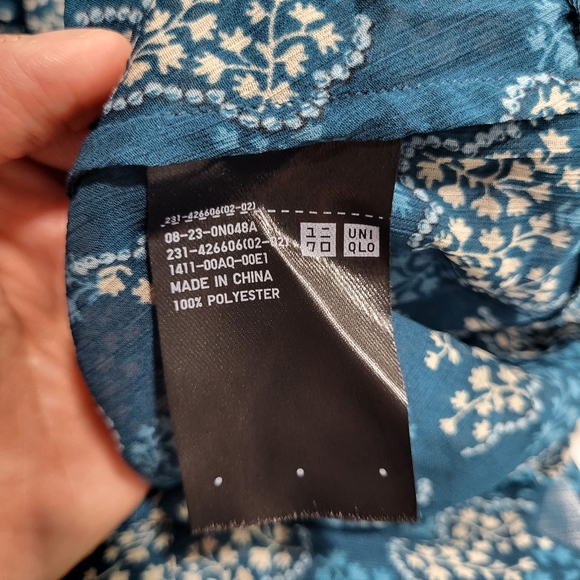 231-426606(02-02)
08-23-0N048A
231-426606(02-02)
1411-00AQ-00E1
MADE IN CHINA
100% POLYESTER
ユニ
クロ
UNI
QLO